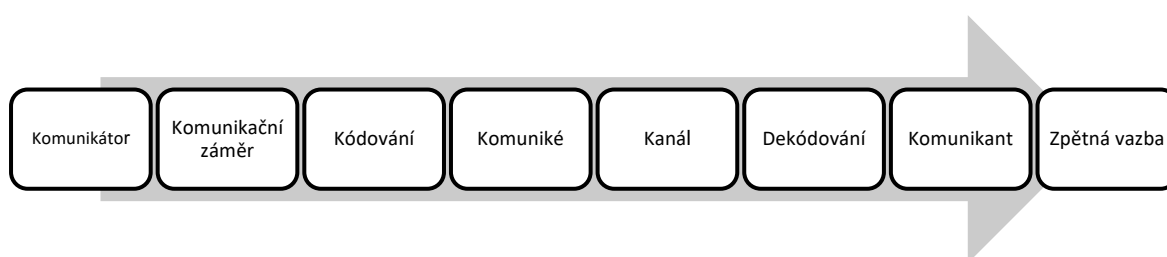 Komunikátor
Komunikační
záměr
Kódování
Komuniké
Kanál
Dekódování
Komunikant
Zpětná vazba